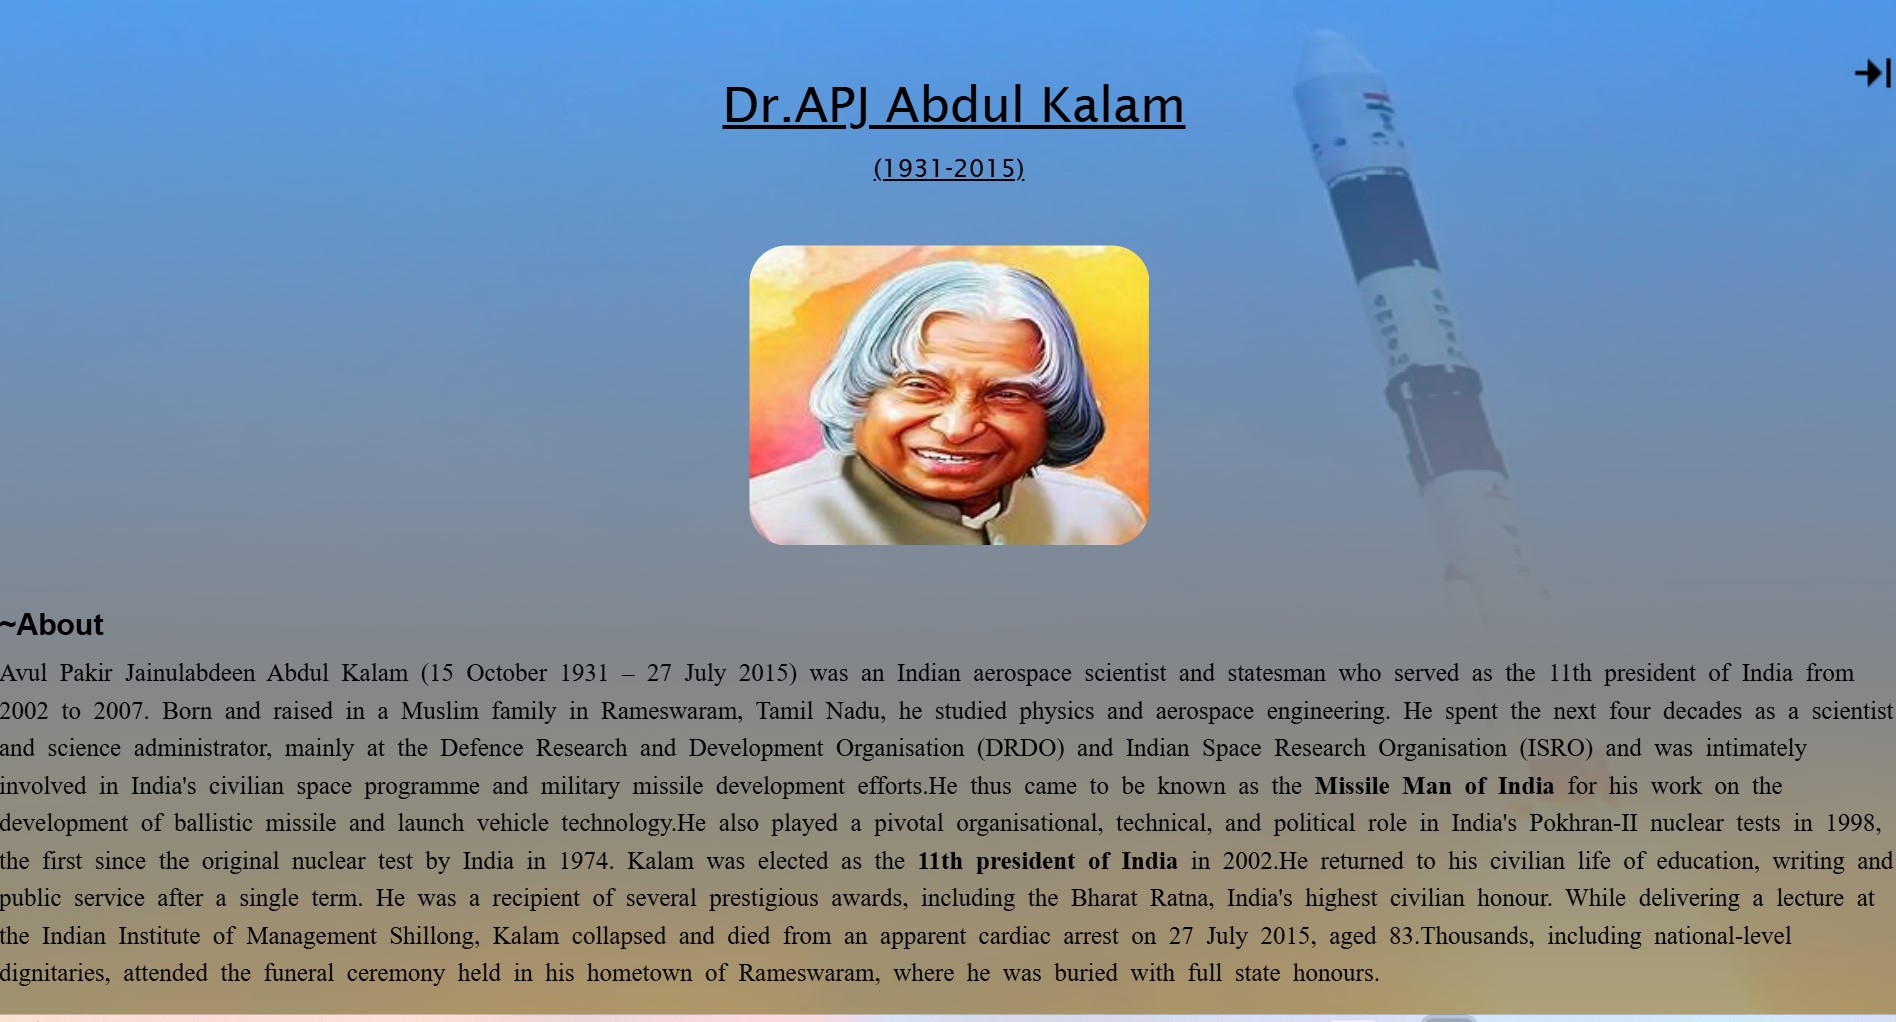 Dr.APJ Abdul Kalam
(1931-2015)
~About
Avul Pakir Jainulabdeen Abdul Kalam (15 October 1931 – 27 July 2015) was an Indian aerospace scientist and statesman who served as the 11th president of India from
2002 to 2007. Born and raised in a Muslim family in Rameswaram, Tamil Nadu, he studied physics and aerospace engineering. He spent the next four decades as a scientist
and science administrator, mainly at the Defence Research and Development Organisation (DRDO) and Indian Space Research Organisation (ISRO) and was intimately
involved in India's civilian space programme and military missile development efforts.He thus came to be known as the Missile Man of India for his work on the
development of ballistic missile and launch vehicle technology.He also played a pivotal organisational, technical, and political role in India's Pokhran-II nuclear tests in 1998,
the first since the original nuclear test by India in 1974. Kalam was elected as the 11th president of India in 2002.He returned to his civilian life of education, writing and
public service after a single term. He was a recipient of several prestigious awards, including the Bharat Ratna, India's highest civilian honour. While delivering a lecture at
the Indian Institute of Management Shillong, Kalam collapsed and died from an apparent cardiac arrest on 27 July 2015, aged 83.Thousands, including national-level
dignitaries, attended the funeral ceremony held in his hometown of Rameswaram, where he was buried with full state honours.